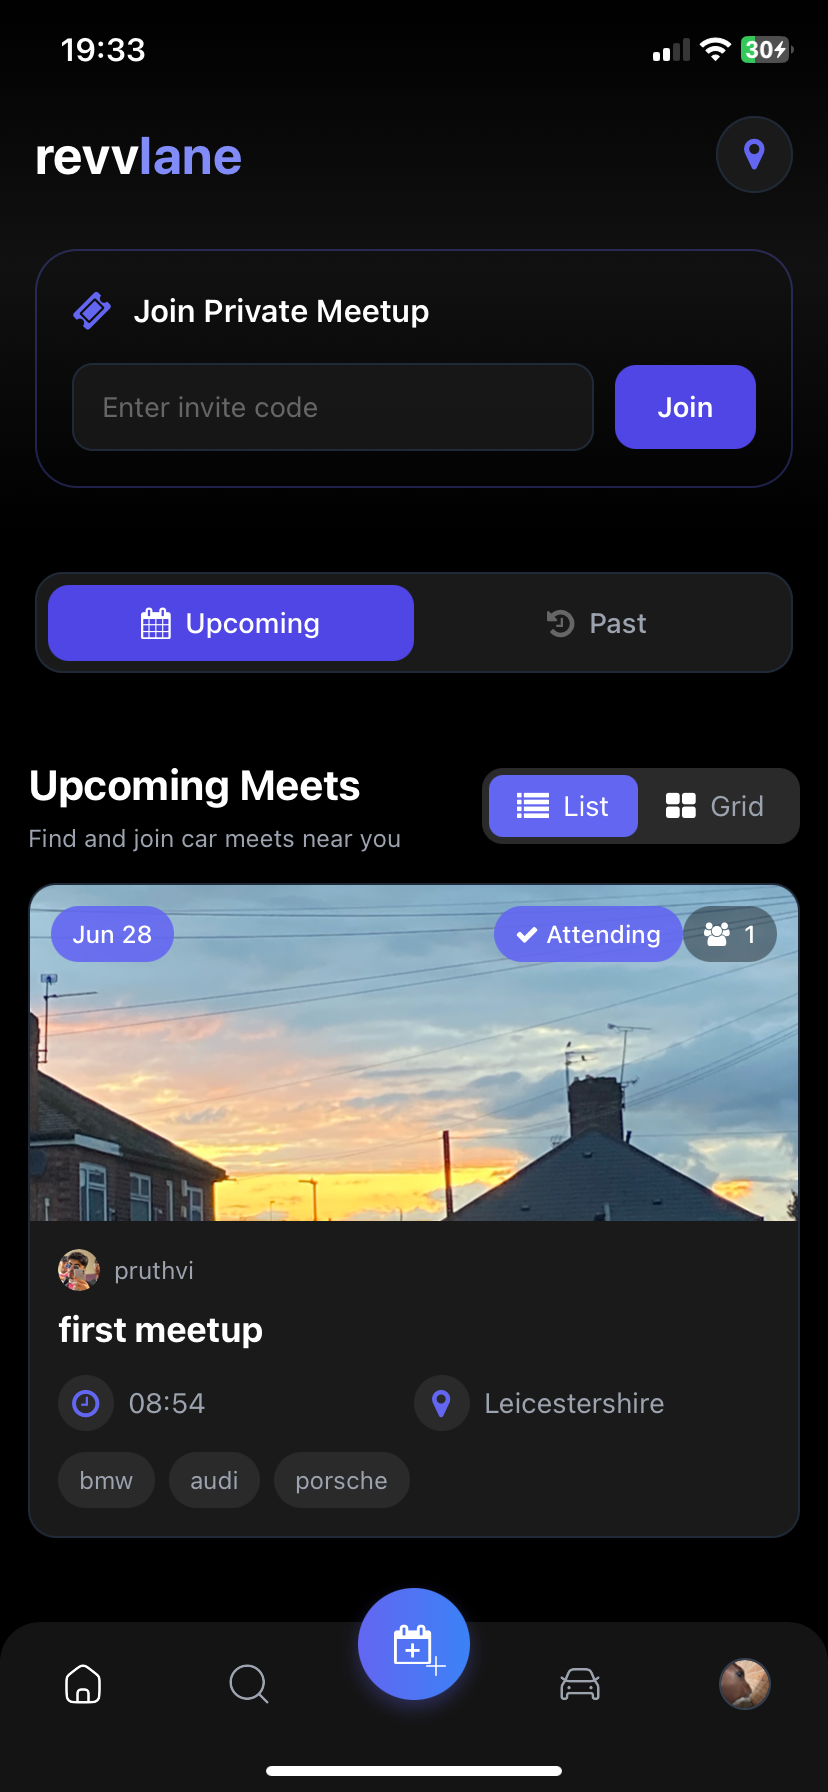 19:33
30
revvlane
Join Private Meetup
Enter invite code
Join
Upcoming
Past
Upcoming Meets
List
Grid
Find and join car meets near you
Jun 28
Attending
1
pruthvi
first meetup
08:54
Leicestershire
bmw
audi
porsche